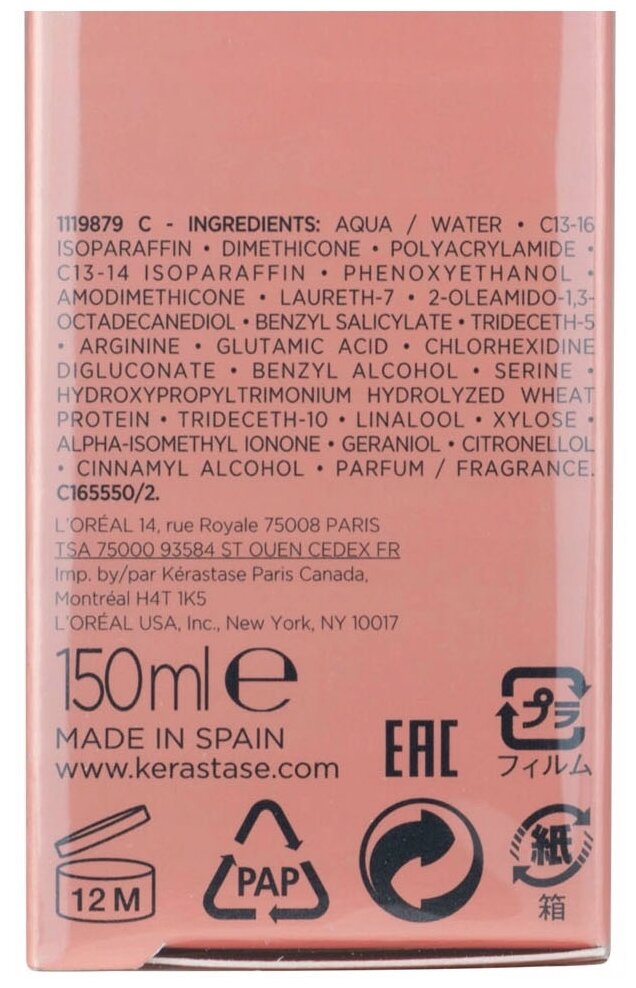 1119879 C - INGREDIENTS: AQUA / WATER • C13-16
ISOPARAFFIN • DIMETHICONE • POLYACRYLAMIDE •
C13-14 ISOPARAFFIN • PHENOXYETHANOL •
AMODIMETHICONE • LAURETH-7 • 2-OLEAMIDO-1,3-
OCTADECANEDIOL • BENZYL SALICYLATE • TRIDECETH-5
• ARGININE • GLUTAMIC ACID • CHLORHEXIDINE
DIGLUCONATE • BENZYL ALCOHOL • SERINE •
HYDROXYPROPYLTRIMONIUM HYDROLYZED WHEAT
PROTEIN • TRIDECETH-10 • LINALOOL • XYLOSE •
ALPHA-ISOMETHYL IONONE • GERANIOL • CITRONELLOL
• CINNAMYL ALCOHOL • PARFUM / FRAGRANCE.
C165550/2.
L'ORÉAL 14, rue Royale 75008 PARIS
TSA 75000 93584 ST OUEN CEDEX FR
Imp. by/par Kérastase Paris Canada,
Montréal H4T 1K5
L'ORÉAL USA, Inc., New York, NY 10017
150ml e
MADE IN SPAIN
www.kerastase.com
EAC
プラ
フィルム
12 M
PAP
紙
箱